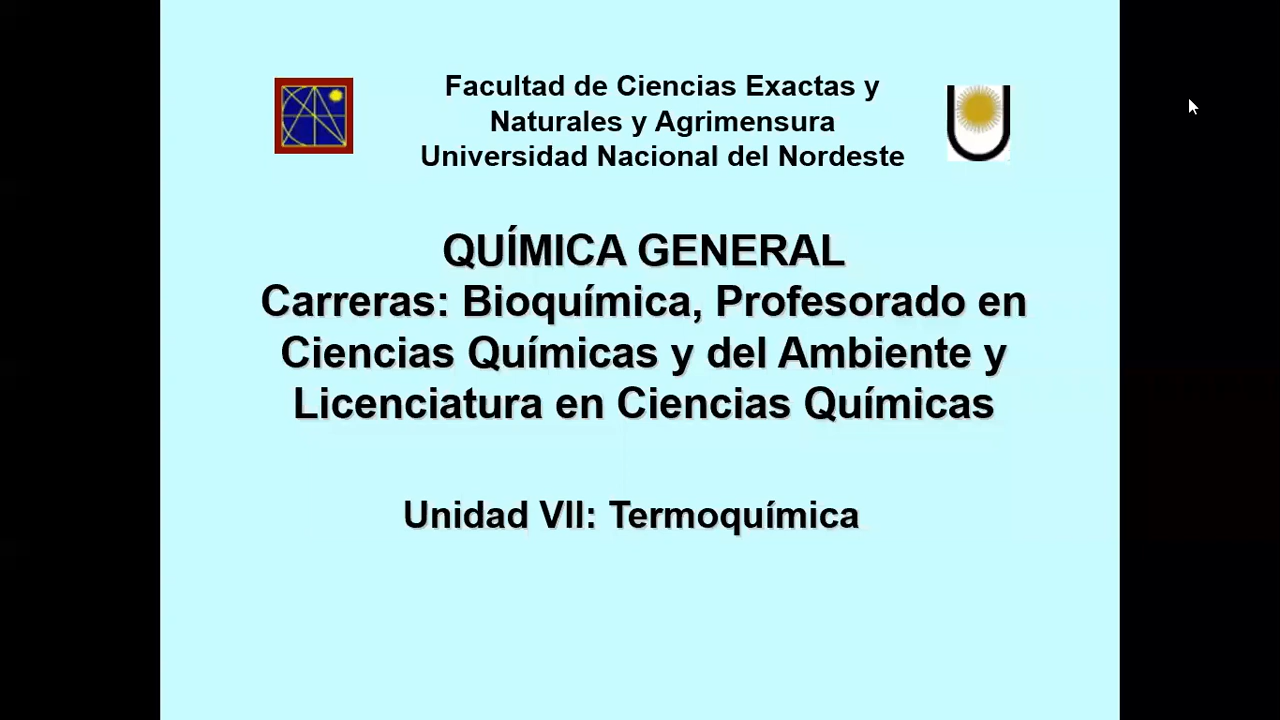 Facultad de Ciencias Exactas y
Naturales y Agrimensura
Universidad Nacional del Nordeste
QUÍMICA GENERAL
Carreras: Bioquímica, Profesorado en
Ciencias Químicas y del Ambiente y
Licenciatura en Ciencias Químicas
Unidad VII: Termoquímica